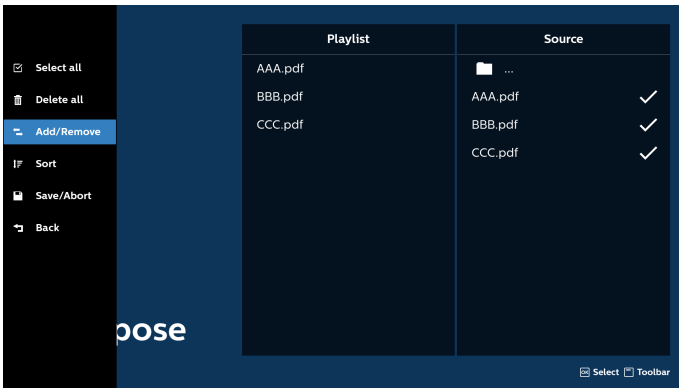 Select all
Delete all
Add/Remove
Sort
Save/Abort
Back
Playlist
AAA.pdf
BBB.pdf
CCC.pdf
Source
...
AAA.pdf
BBB.pdf
CCC.pdf
pose
OK Select Toolbar